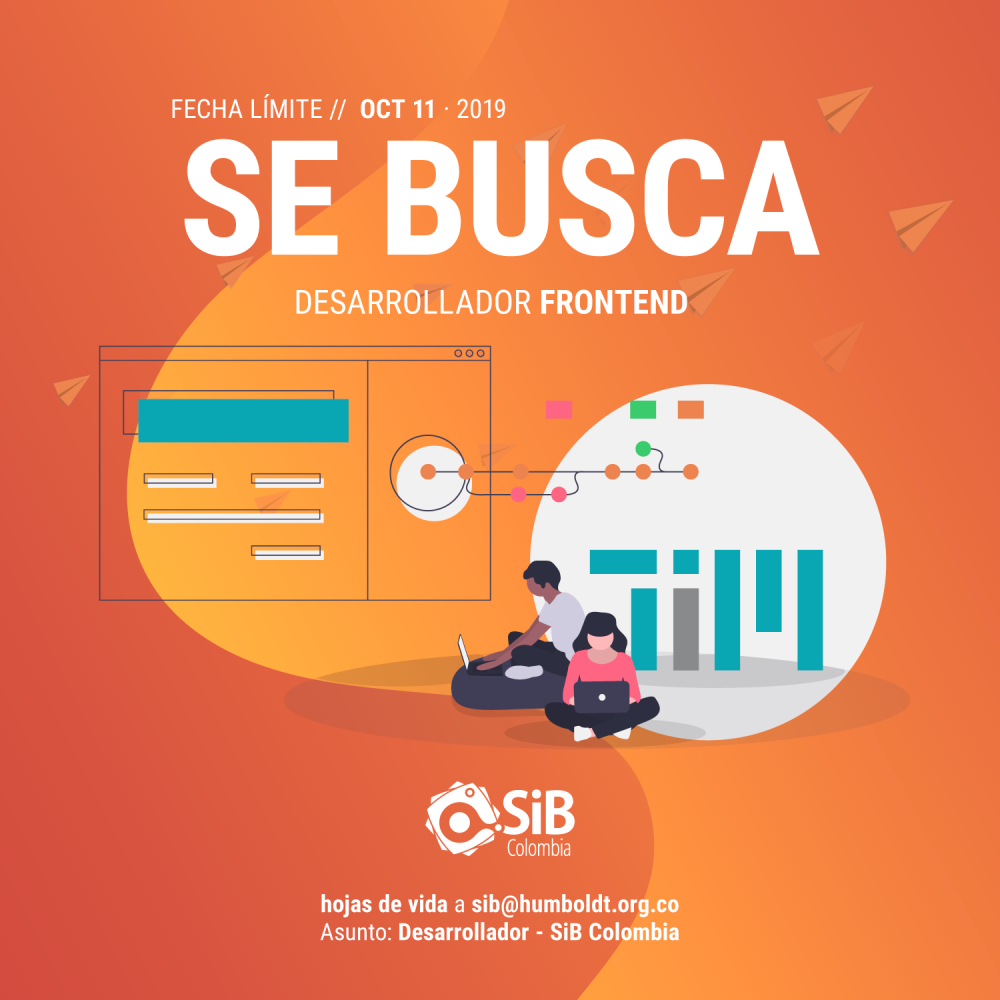 FECHA LÍMITE // OCT 11 · 2019
SE BUSCA
DESARROLLADOR FRONTEND
SiB
Colombia
hojas de vida a sib@humboldt.org.co
Asunto: Desarrollador - SiB Colombia